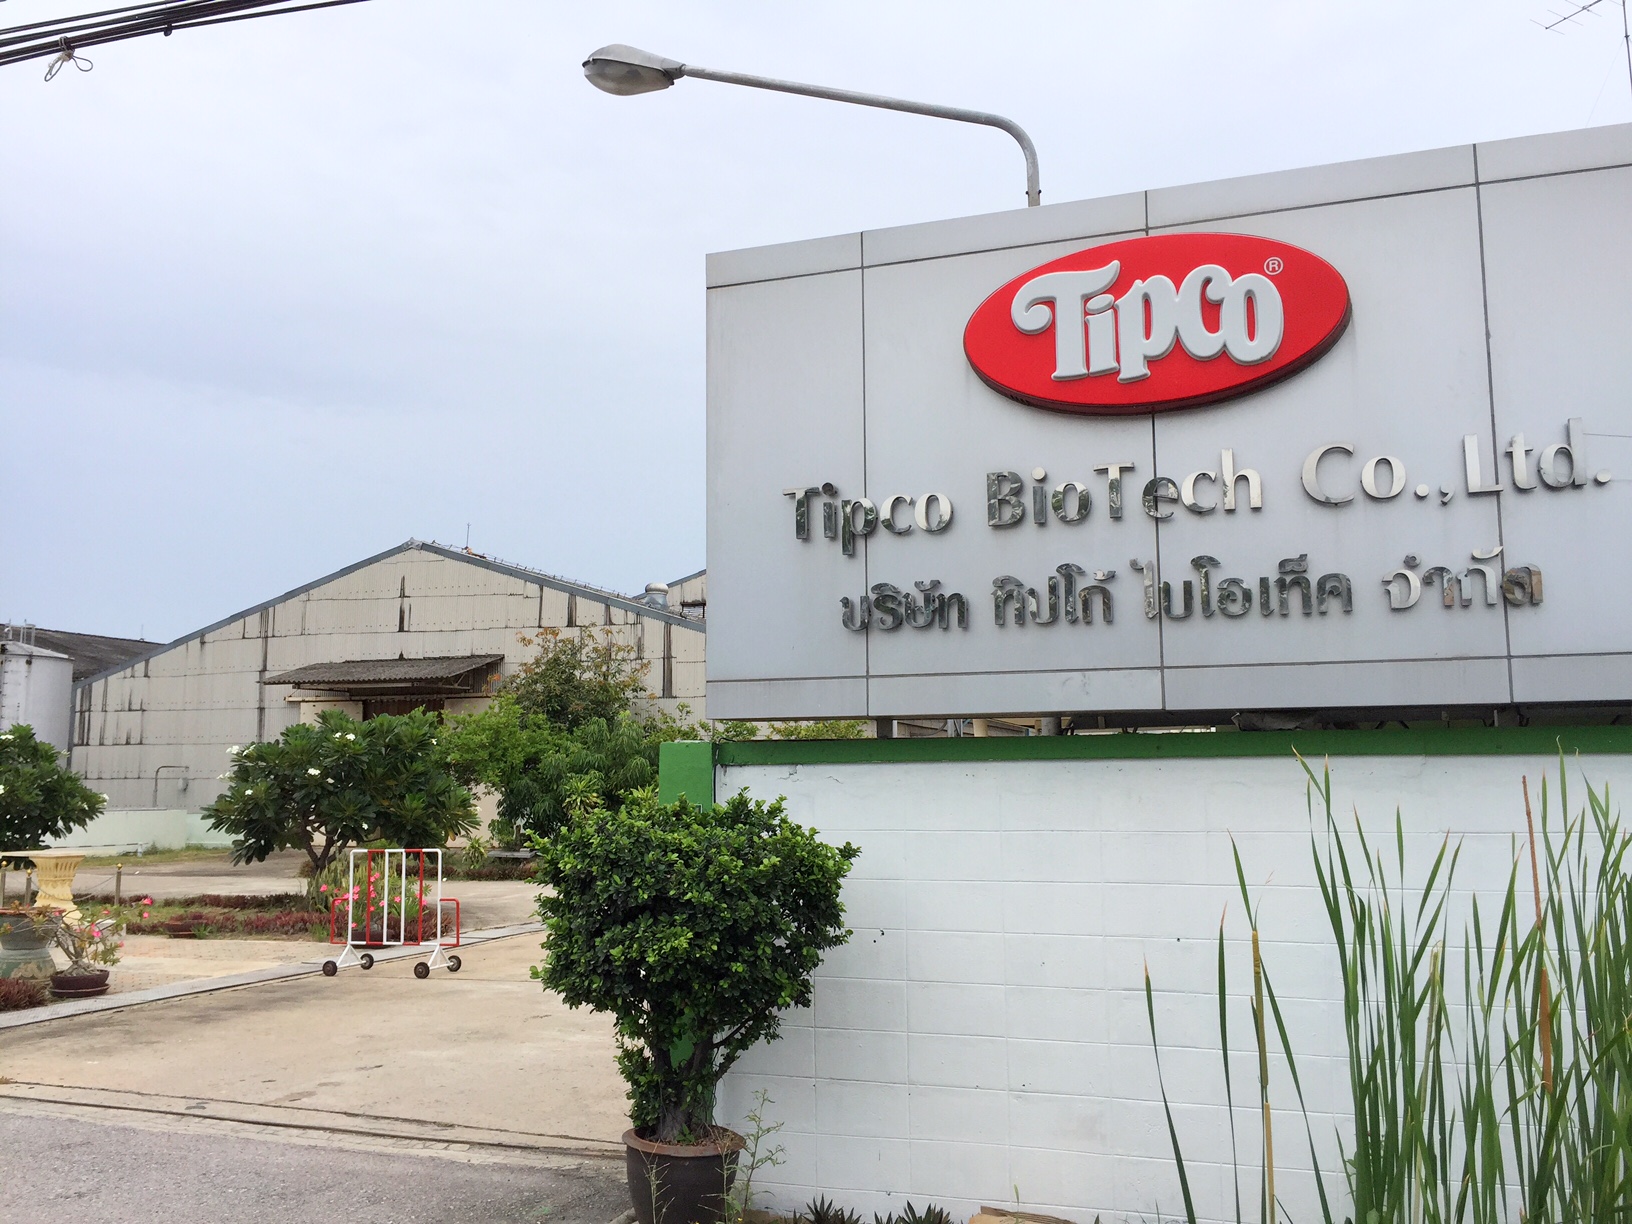 Tipco ®
Tipco BioTech Co.,Ltd.
บริษัท ทิปโก้ ไบโอเท็ค จำกัด